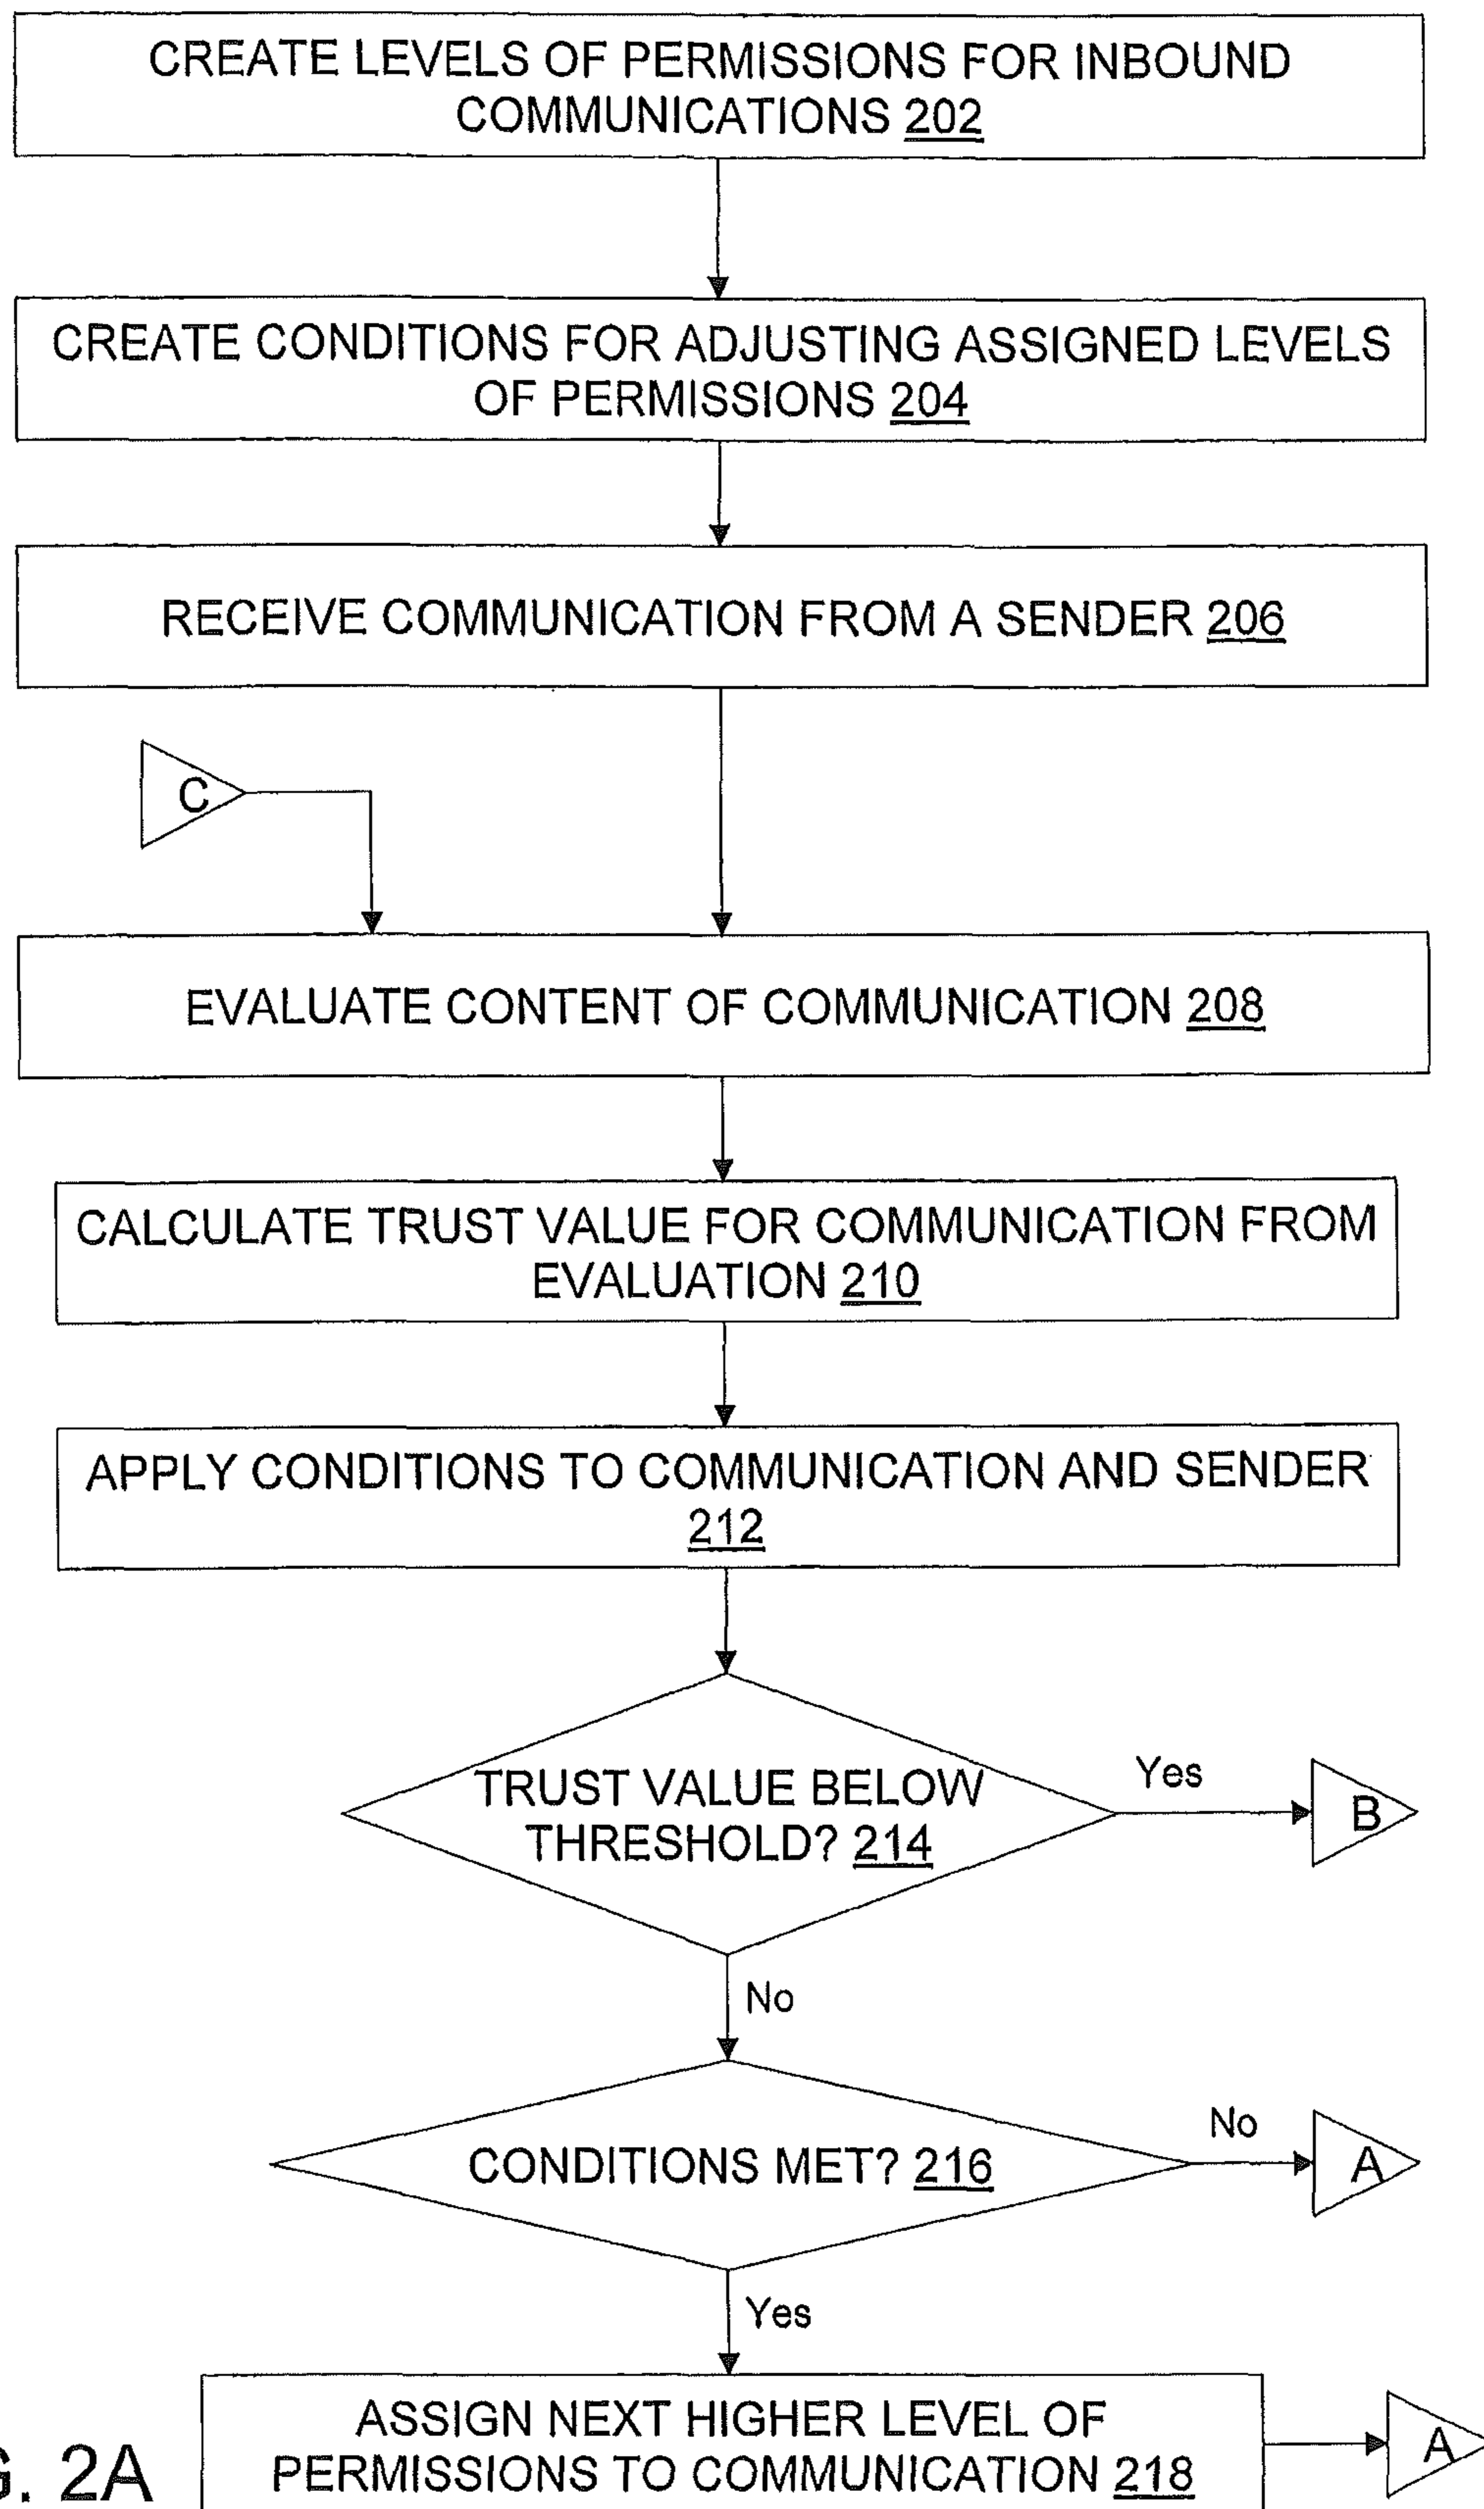 CREATE LEVELS OF PERMISSIONS FOR INBOUND
COMMUNICATIONS 202
CREATE CONDITIONS FOR ADJUSTING ASSIGNED LEVELS
OF PERMISSIONS 204
RECEIVE COMMUNICATION FROM A SENDER 206
C
EVALUATE CONTENT OF COMMUNICATION 208
CALCULATE TRUST VALUE FOR COMMUNICATION FROM
EVALUATION 210
APPLY CONDITIONS TO COMMUNICATION AND SENDER
212
TRUST VALUE BELOW
THRESHOLD? 214
Yes
B
No
CONDITIONS MET? 216
No
A
Yes
ASSIGN NEXT HIGHER LEVEL OF
PERMISSIONS TO COMMUNICATION 218
A
2A